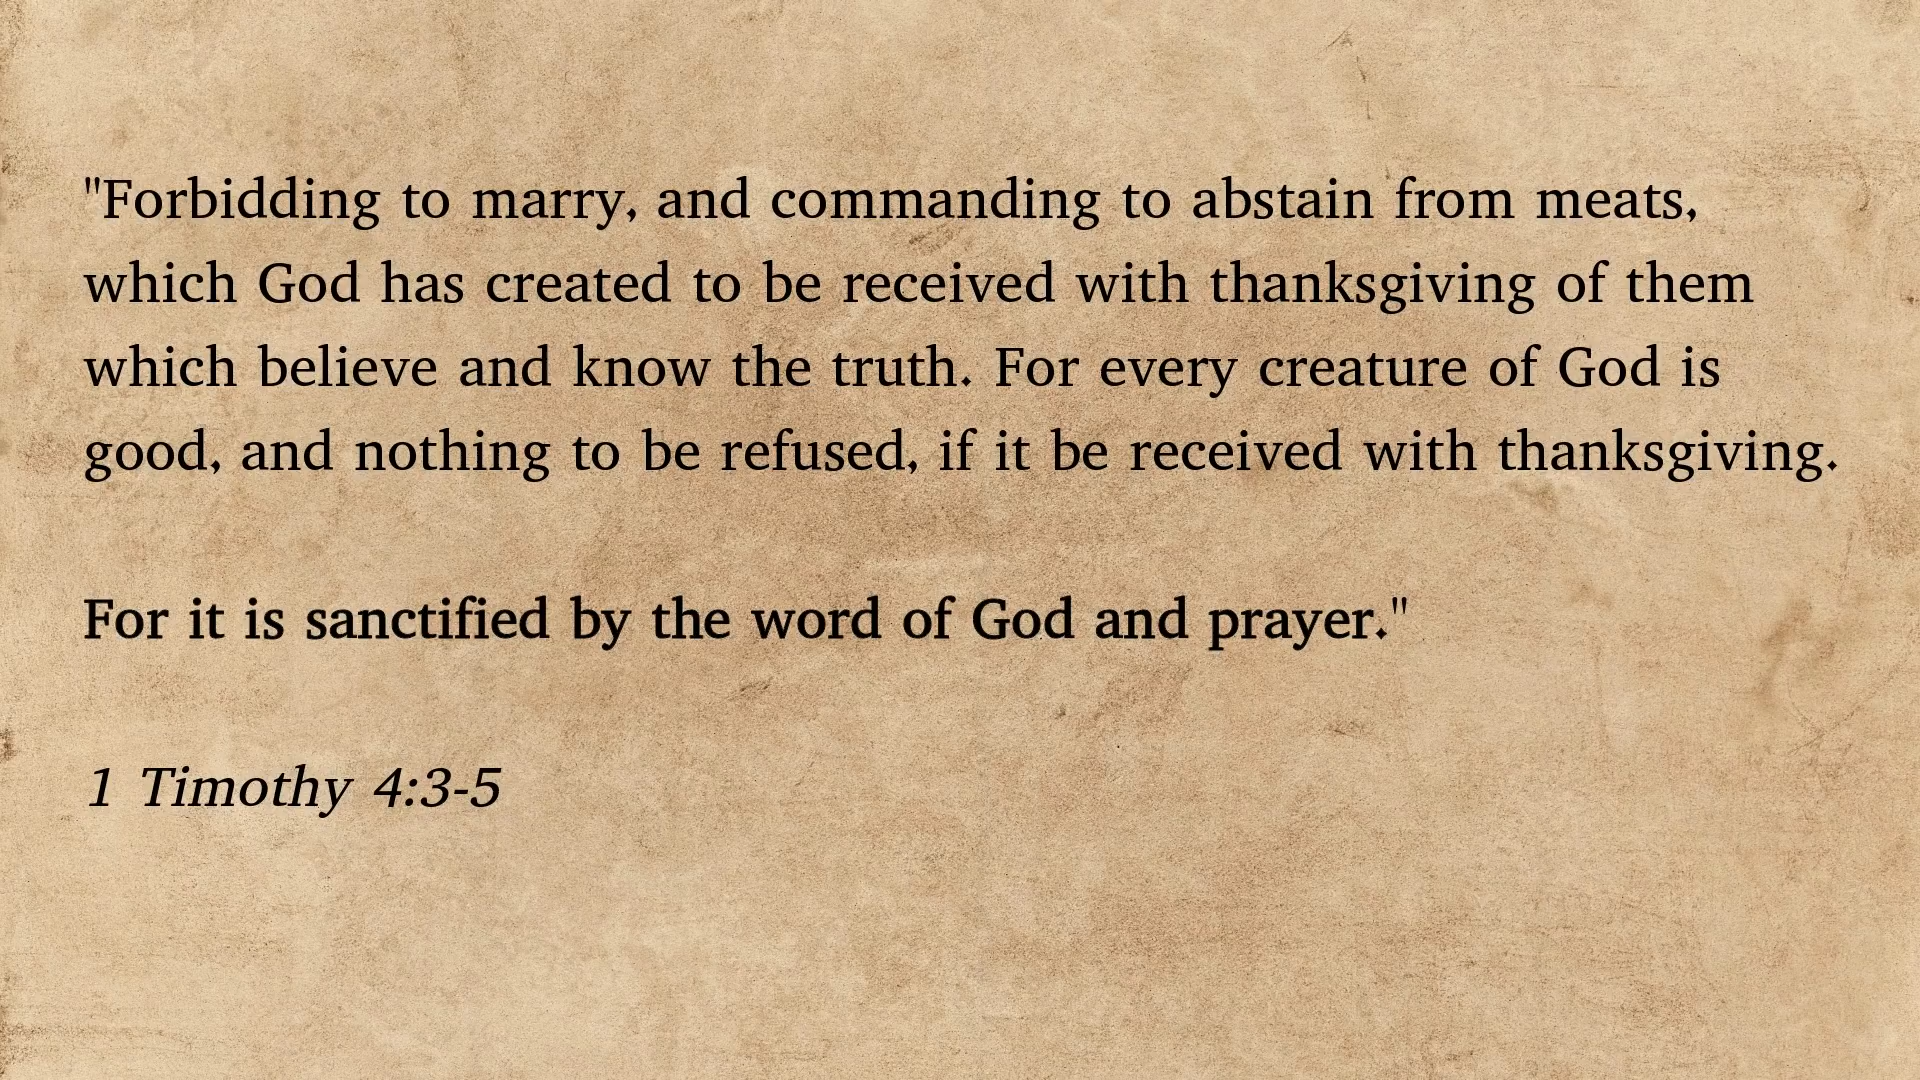 "Forbidding to marry, and commanding to abstain from meats,
which God has created to be received with thanksgiving of them
which believe and know the truth. For every creature of God is
good, and nothing to be refused, if it be received with thanksgiving.
For it is sanctified by the word of God and prayer."
1 Timothy 4:3-5